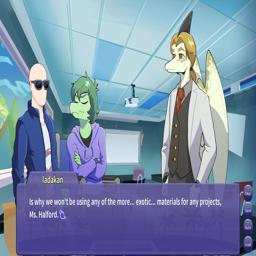 Iadakan
Is why we won't be using any of the more... exotic... materials for any projects,
Ms. Halford.